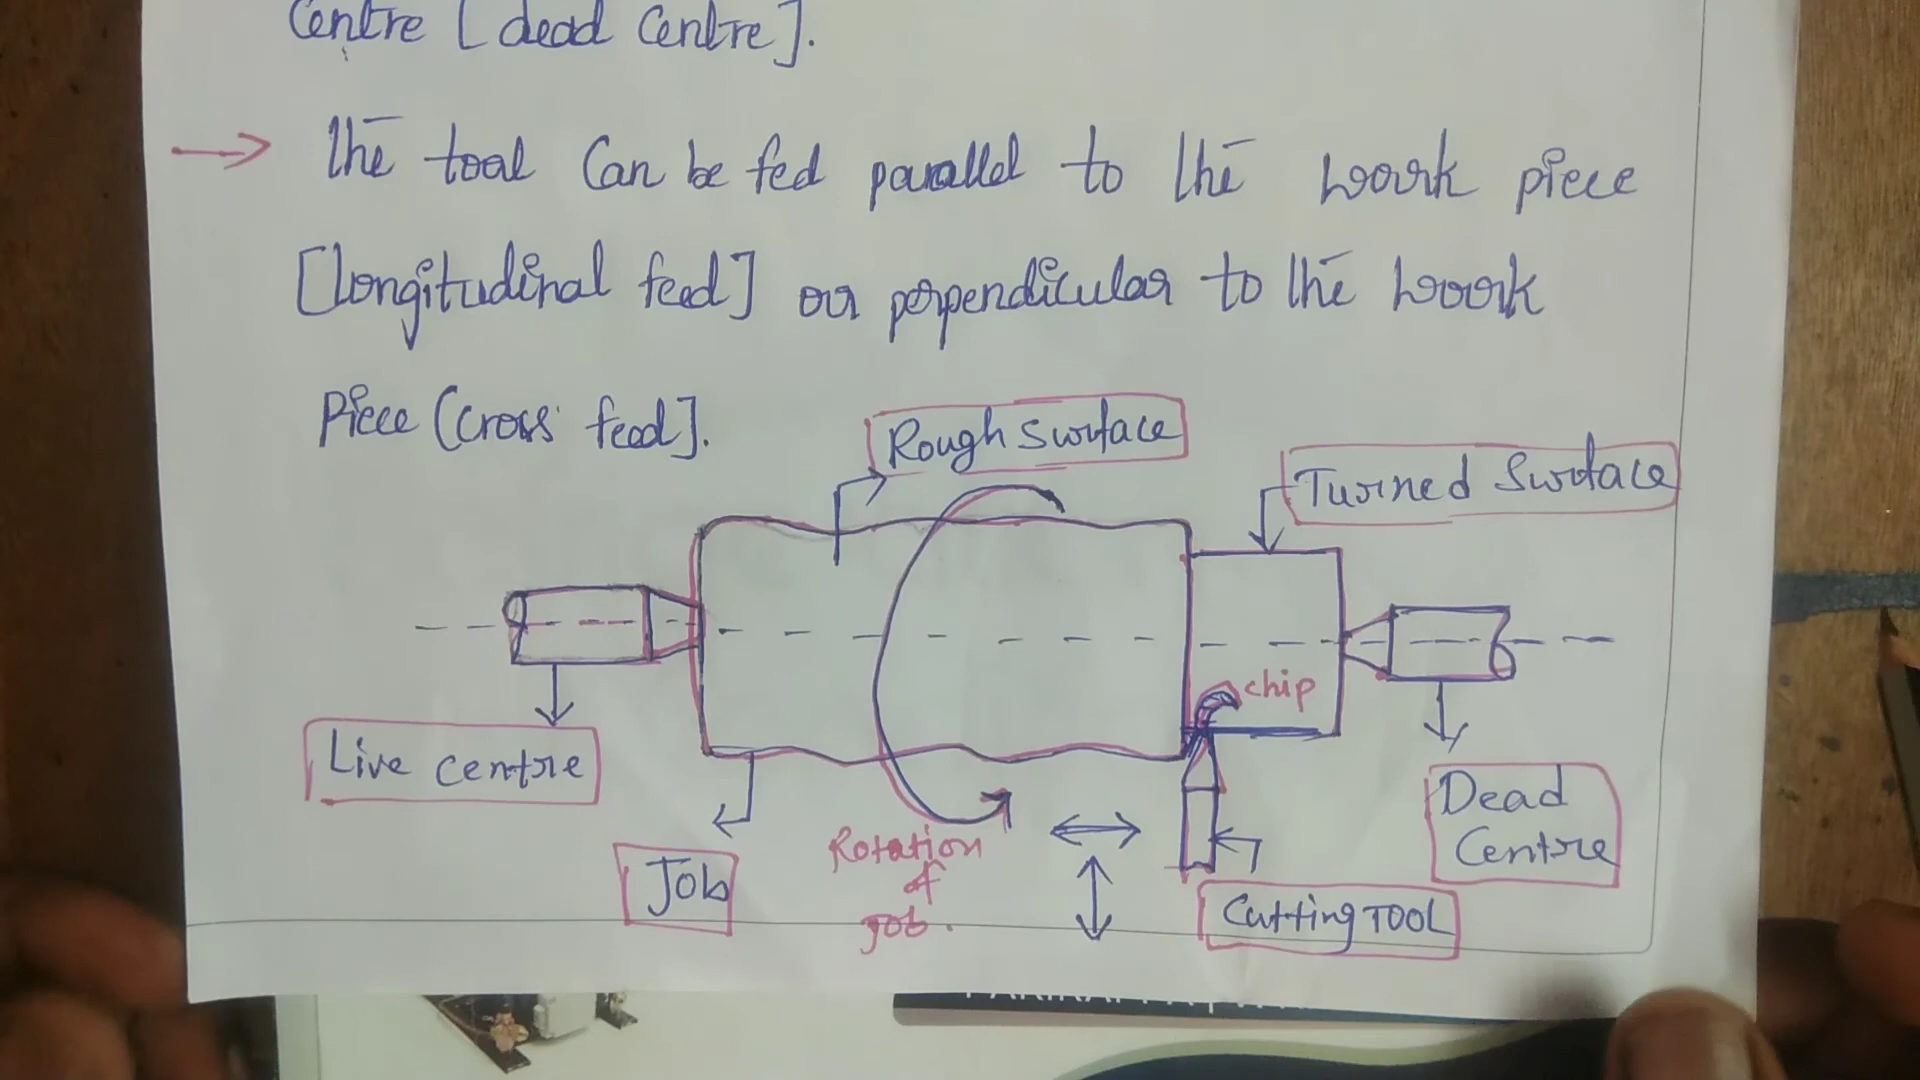 Centre [dead Centre].
→ The tool Can be fed parallel to the work piece
[longitudinal feed] or perpendicular to the work
Piece (cross feed].
Rough Surface
Turned Surface
chip
Live centre
Dead
Centre
Job
Rotation
of
Job.
Cutting TOOL